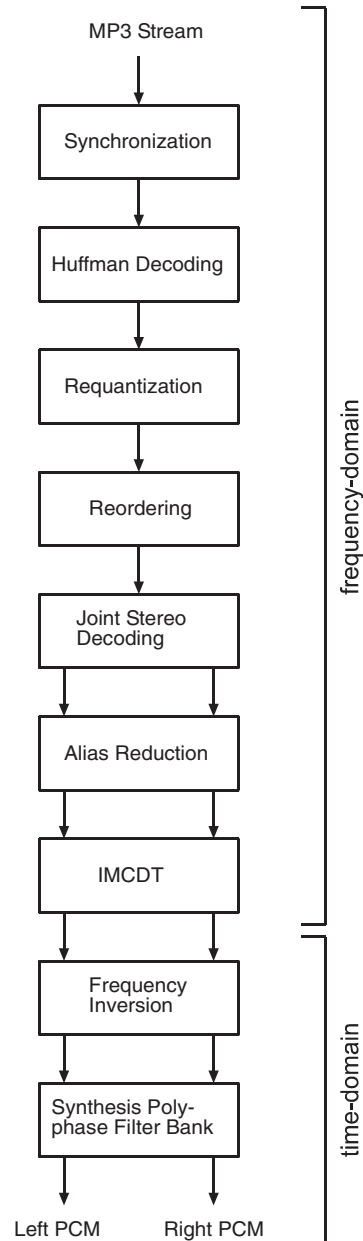 MP3 Stream
Synchronization
Huffman Decoding
Requantization
Reordering
Joint Stereo
Decoding
Alias Reduction
IMCDT
Frequency
Inversion
Synthesis Poly-
phase Filter Bank
Left PCM
Right PCM
frequency-domain
time-domain